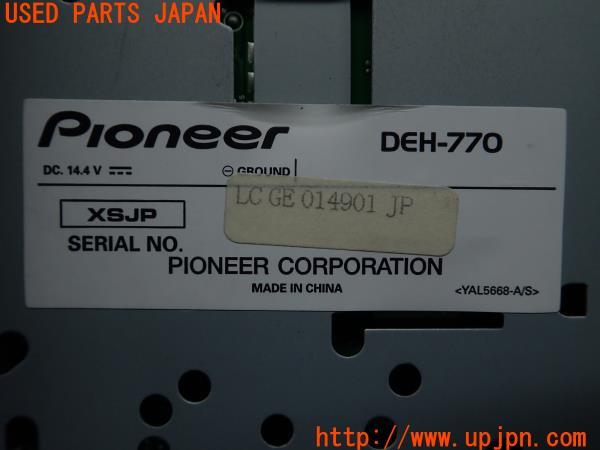 USED PARTS JAPAN
Pioneer DEH-770
DC. 14.4 V ⎓ ⊖ GROUND
LC GE 014901 JP
XSJP
SERIAL NO.
PIONEER CORPORATION
MADE IN CHINA
<YAL5668-A/S>
http://www.upjpn.com/